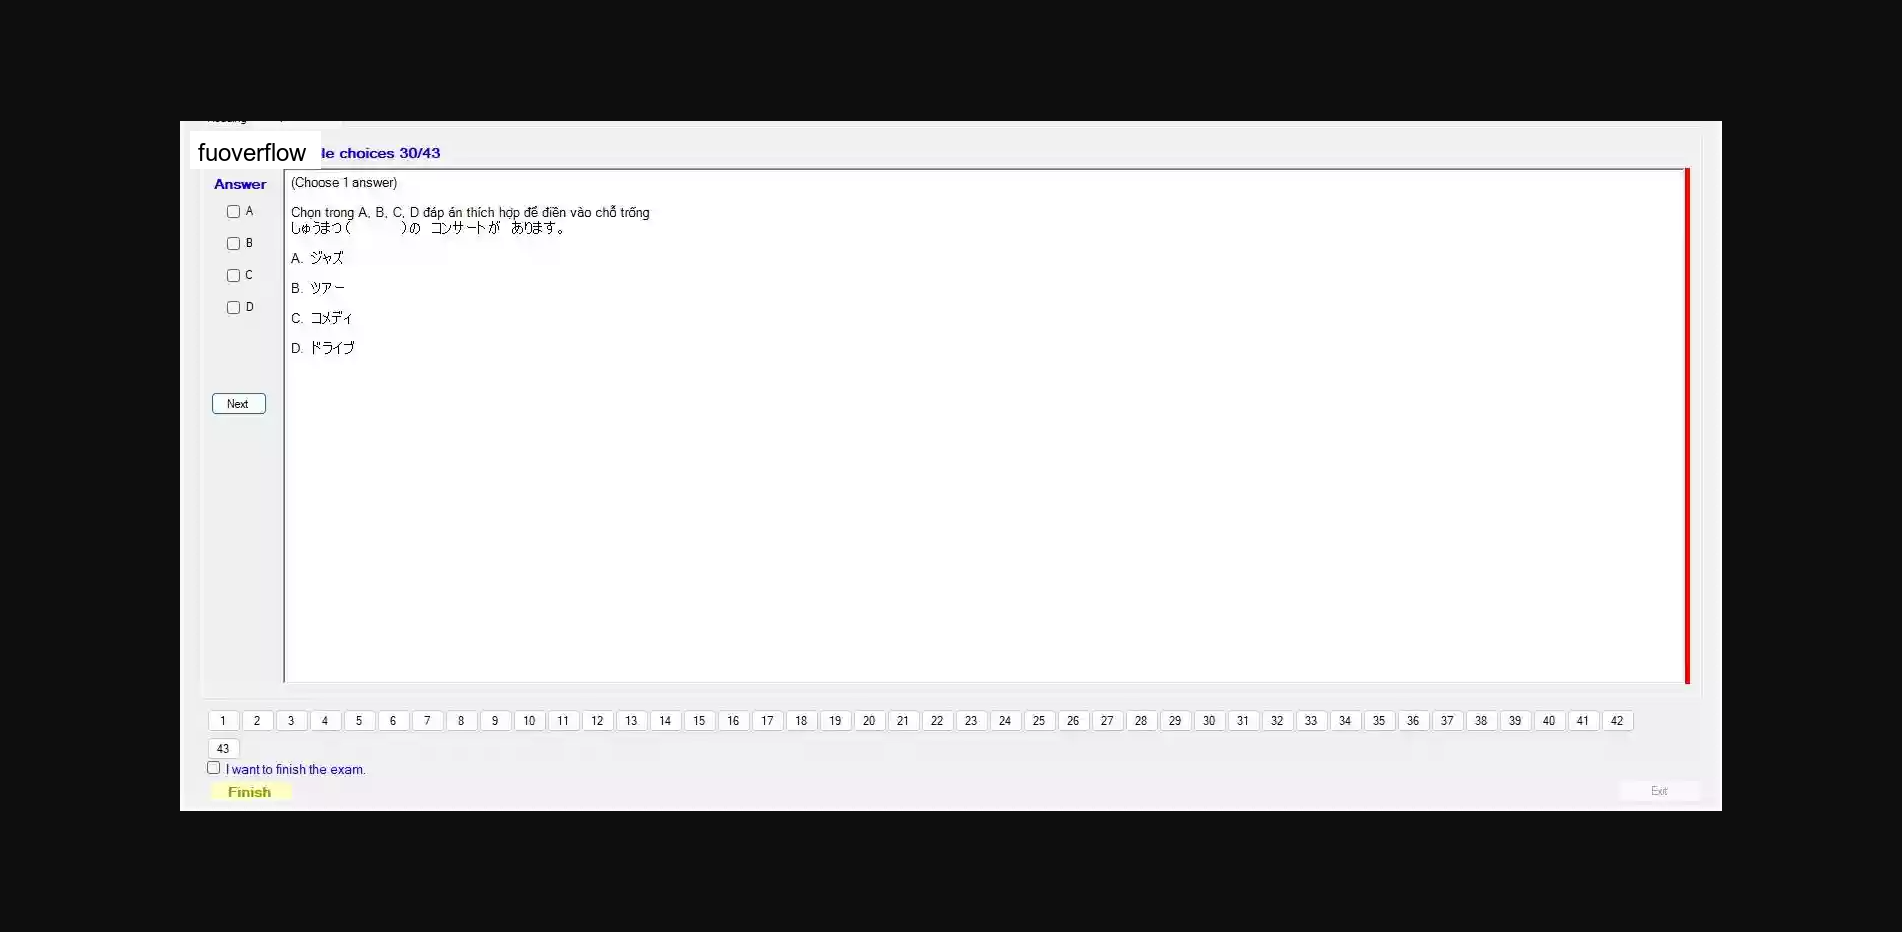 fuoverflow
le choices 30/43
Answer
(Choose 1 answer)
A
B
C
D
Chọn trong A, B, C, D đáp án thích hợp để điền vào chỗ trống
しゅうまつ (　　　)の コンサートが あります。
A. ジャズ
B. ツアー
C. コメディ
D. ドライブ
Next
1 2 3 4 5 6 7 8 9 10 11 12 13 14 15 16 17 18 19 20 21 22 23 24 25 26 27 28 29 30 31 32 33 34 35 36 37 38 39 40 41 42
43
I want to finish the exam.
Finish
Exit